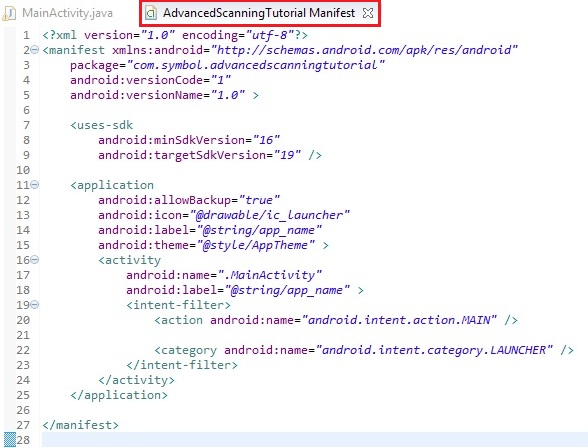 MainActivity.java AdvancedScanningTutorial Manifest
1 <?xml version="1.0" encoding="utf-8"?>
2 <manifest xmlns:android="http://schemas.android.com/apk/res/android"
3 package="com.symbol.advancedscanningtutorial"
4 android:versionCode="1"
5 android:versionName="1.0" >
6
7 <uses-sdk
8 android:minSdkVersion="16"
9 android:targetSdkVersion="19" />
10
11 <application
12 android:allowBackup="true"
13 android:icon="@drawable/ic_launcher"
14 android:label="@string/app_name"
15 android:theme="@style/AppTheme" >
16 <activity
17 android:name=".MainActivity"
18 android:label="@string/app_name" >
19 <intent-filter>
20 <action android:name="android.intent.action.MAIN" />
21
22 <category android:name="android.intent.category.LAUNCHER" />
23 </intent-filter>
24 </activity>
25 </application>
26
27 </manifest>
28